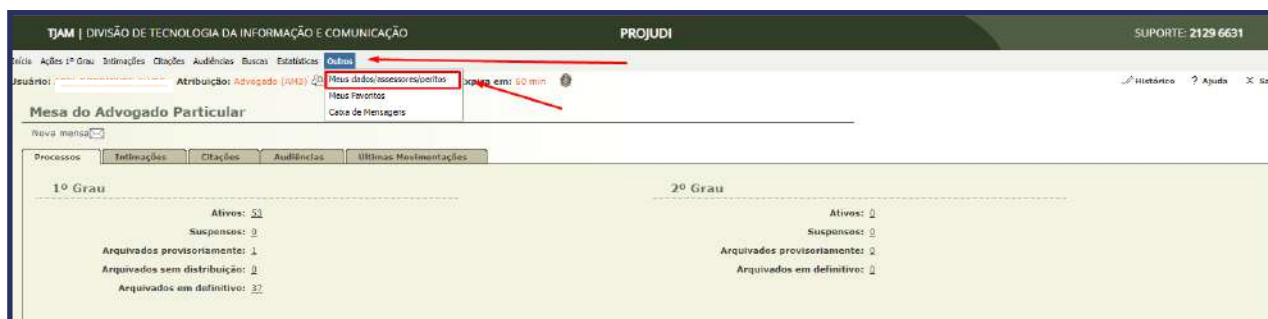 TJAM | DIVISÃO DE TECNOLOGIA DA INFORMAÇÃO E COMUNICAÇÃO PROJUDI SUPORTE: 2129 6631
Início Ações 1º Grau Intimações Citações Audiências Buscas Estatísticas Outros
Usuário: Atribuição: Advogado Expira em: 60 min Histórico ? Ajuda X Sa
Meus dados/assessores/peritos
Meus Favoritos
Caixa de Mensagens
Mesa do Advogado Particular
Nova mensa
Processos Intimações Citações Audiências Ultimas Movimentações
1º Grau
Ativos: 53
Suspensos: 0
Arquivados provisoriamente: 1
Arquivados sem distribuição: 0
Arquivados em definitivo: 37
2º Grau
Ativos: 0
Suspensos: 0
Arquivados provisoriamente: 0
Arquivados em definitivo: 0